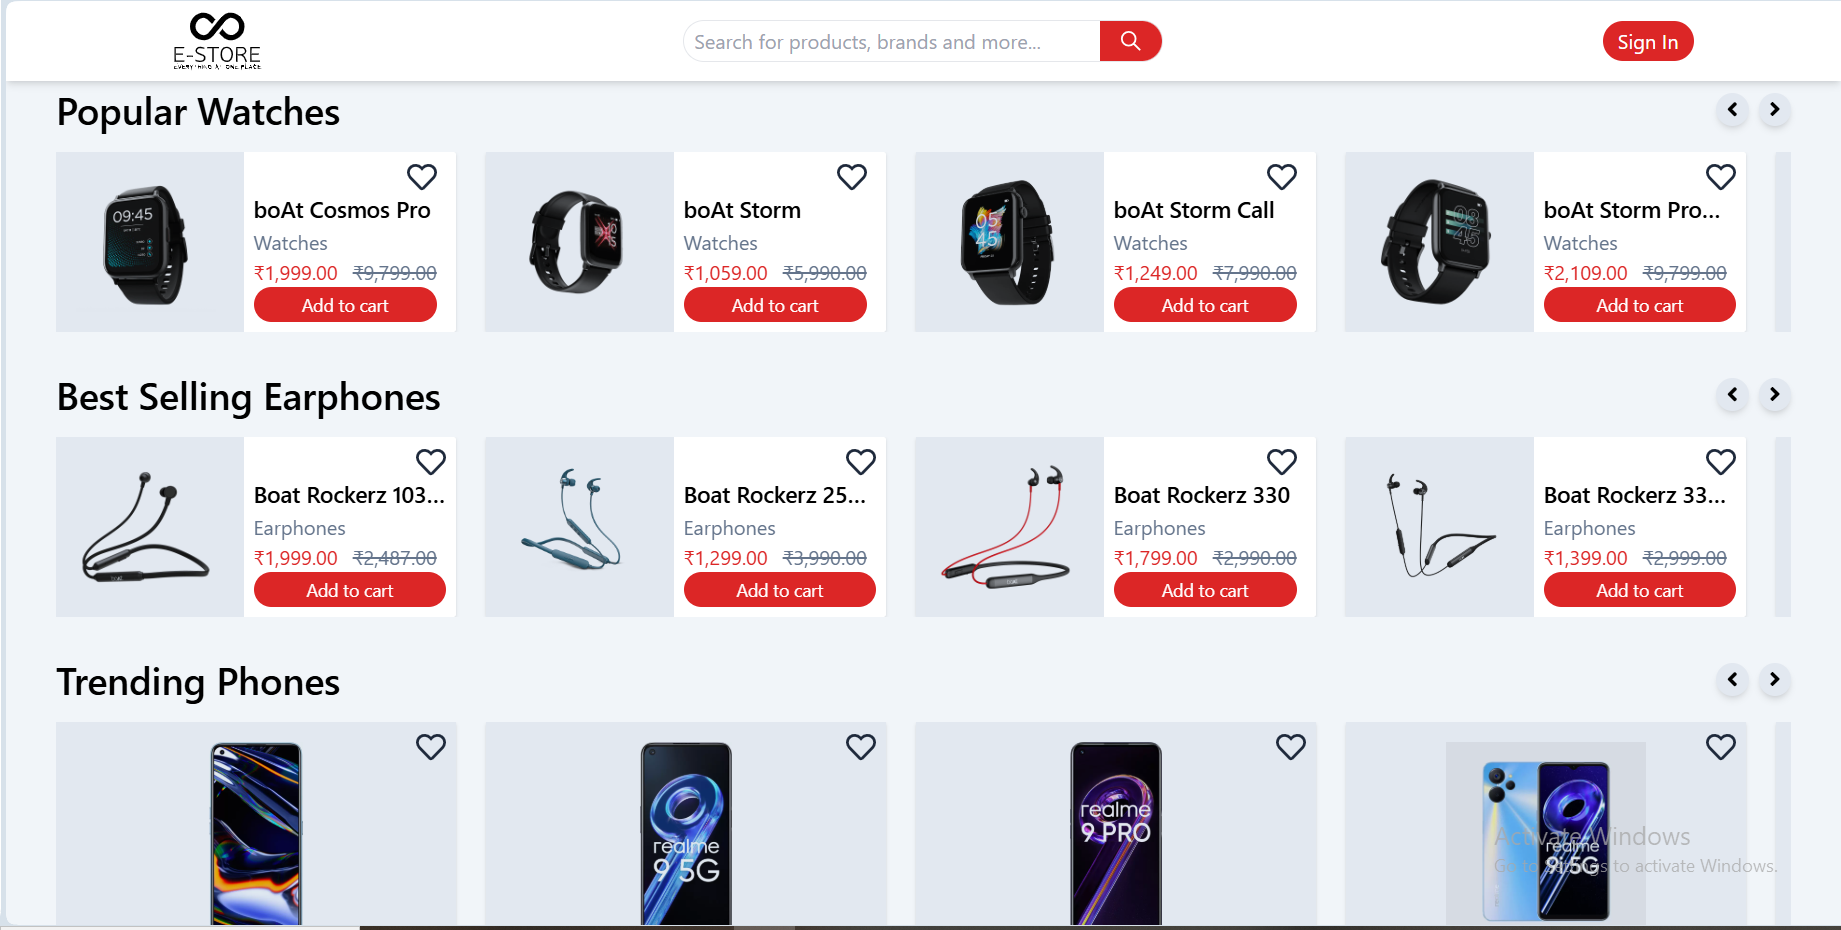 E-STORE
EVERYTHING AT ONE PLACE
Search for products, brands and more...
Sign In
Popular Watches
boAt Cosmos Pro
Watches
₹1,999.00 ₹9,799.00
Add to cart
boAt Storm
Watches
₹1,059.00 ₹5,990.00
Add to cart
boAt Storm Call
Watches
₹1,249.00 ₹7,990.00
Add to cart
boAt Storm Pro...
Watches
₹2,109.00 ₹9,799.00
Add to cart
09:45
05
45
08
45
Best Selling Earphones
Boat Rockerz 103...
Earphones
₹1,999.00 ₹2,487.00
Add to cart
Boat Rockerz 25...
Earphones
₹1,299.00 ₹3,990.00
Add to cart
Boat Rockerz 330
Earphones
₹1,799.00 ₹2,990.00
Add to cart
Boat Rockerz 33...
Earphones
₹1,399.00 ₹2,999.00
Add to cart
Trending Phones
realme
9 5G
realme
9 PRO
realme
9i 5G
Activate Windows
Go to Settings to activate Windows.